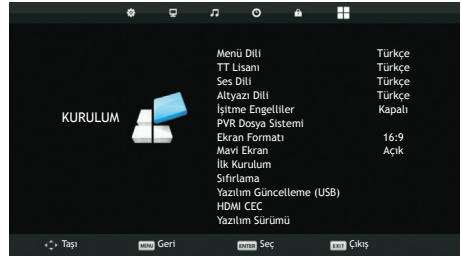 KURULUM
Menü Dili Türkçe
TT Lisanı Türkçe
Ses Dili Türkçe
Altyazı Dili Türkçe
İşitme Engelliler Kapalı
PVR Dosya Sistemi
Ekran Formatı 16:9
Mavi Ekran Açık
İlk Kurulum
Sıfırlama
Yazılım Güncelleme (USB)
HDMI CEC
Yazılım Sürümü
Taşı MENU Geri ENTER Seç EXIT Çıkış